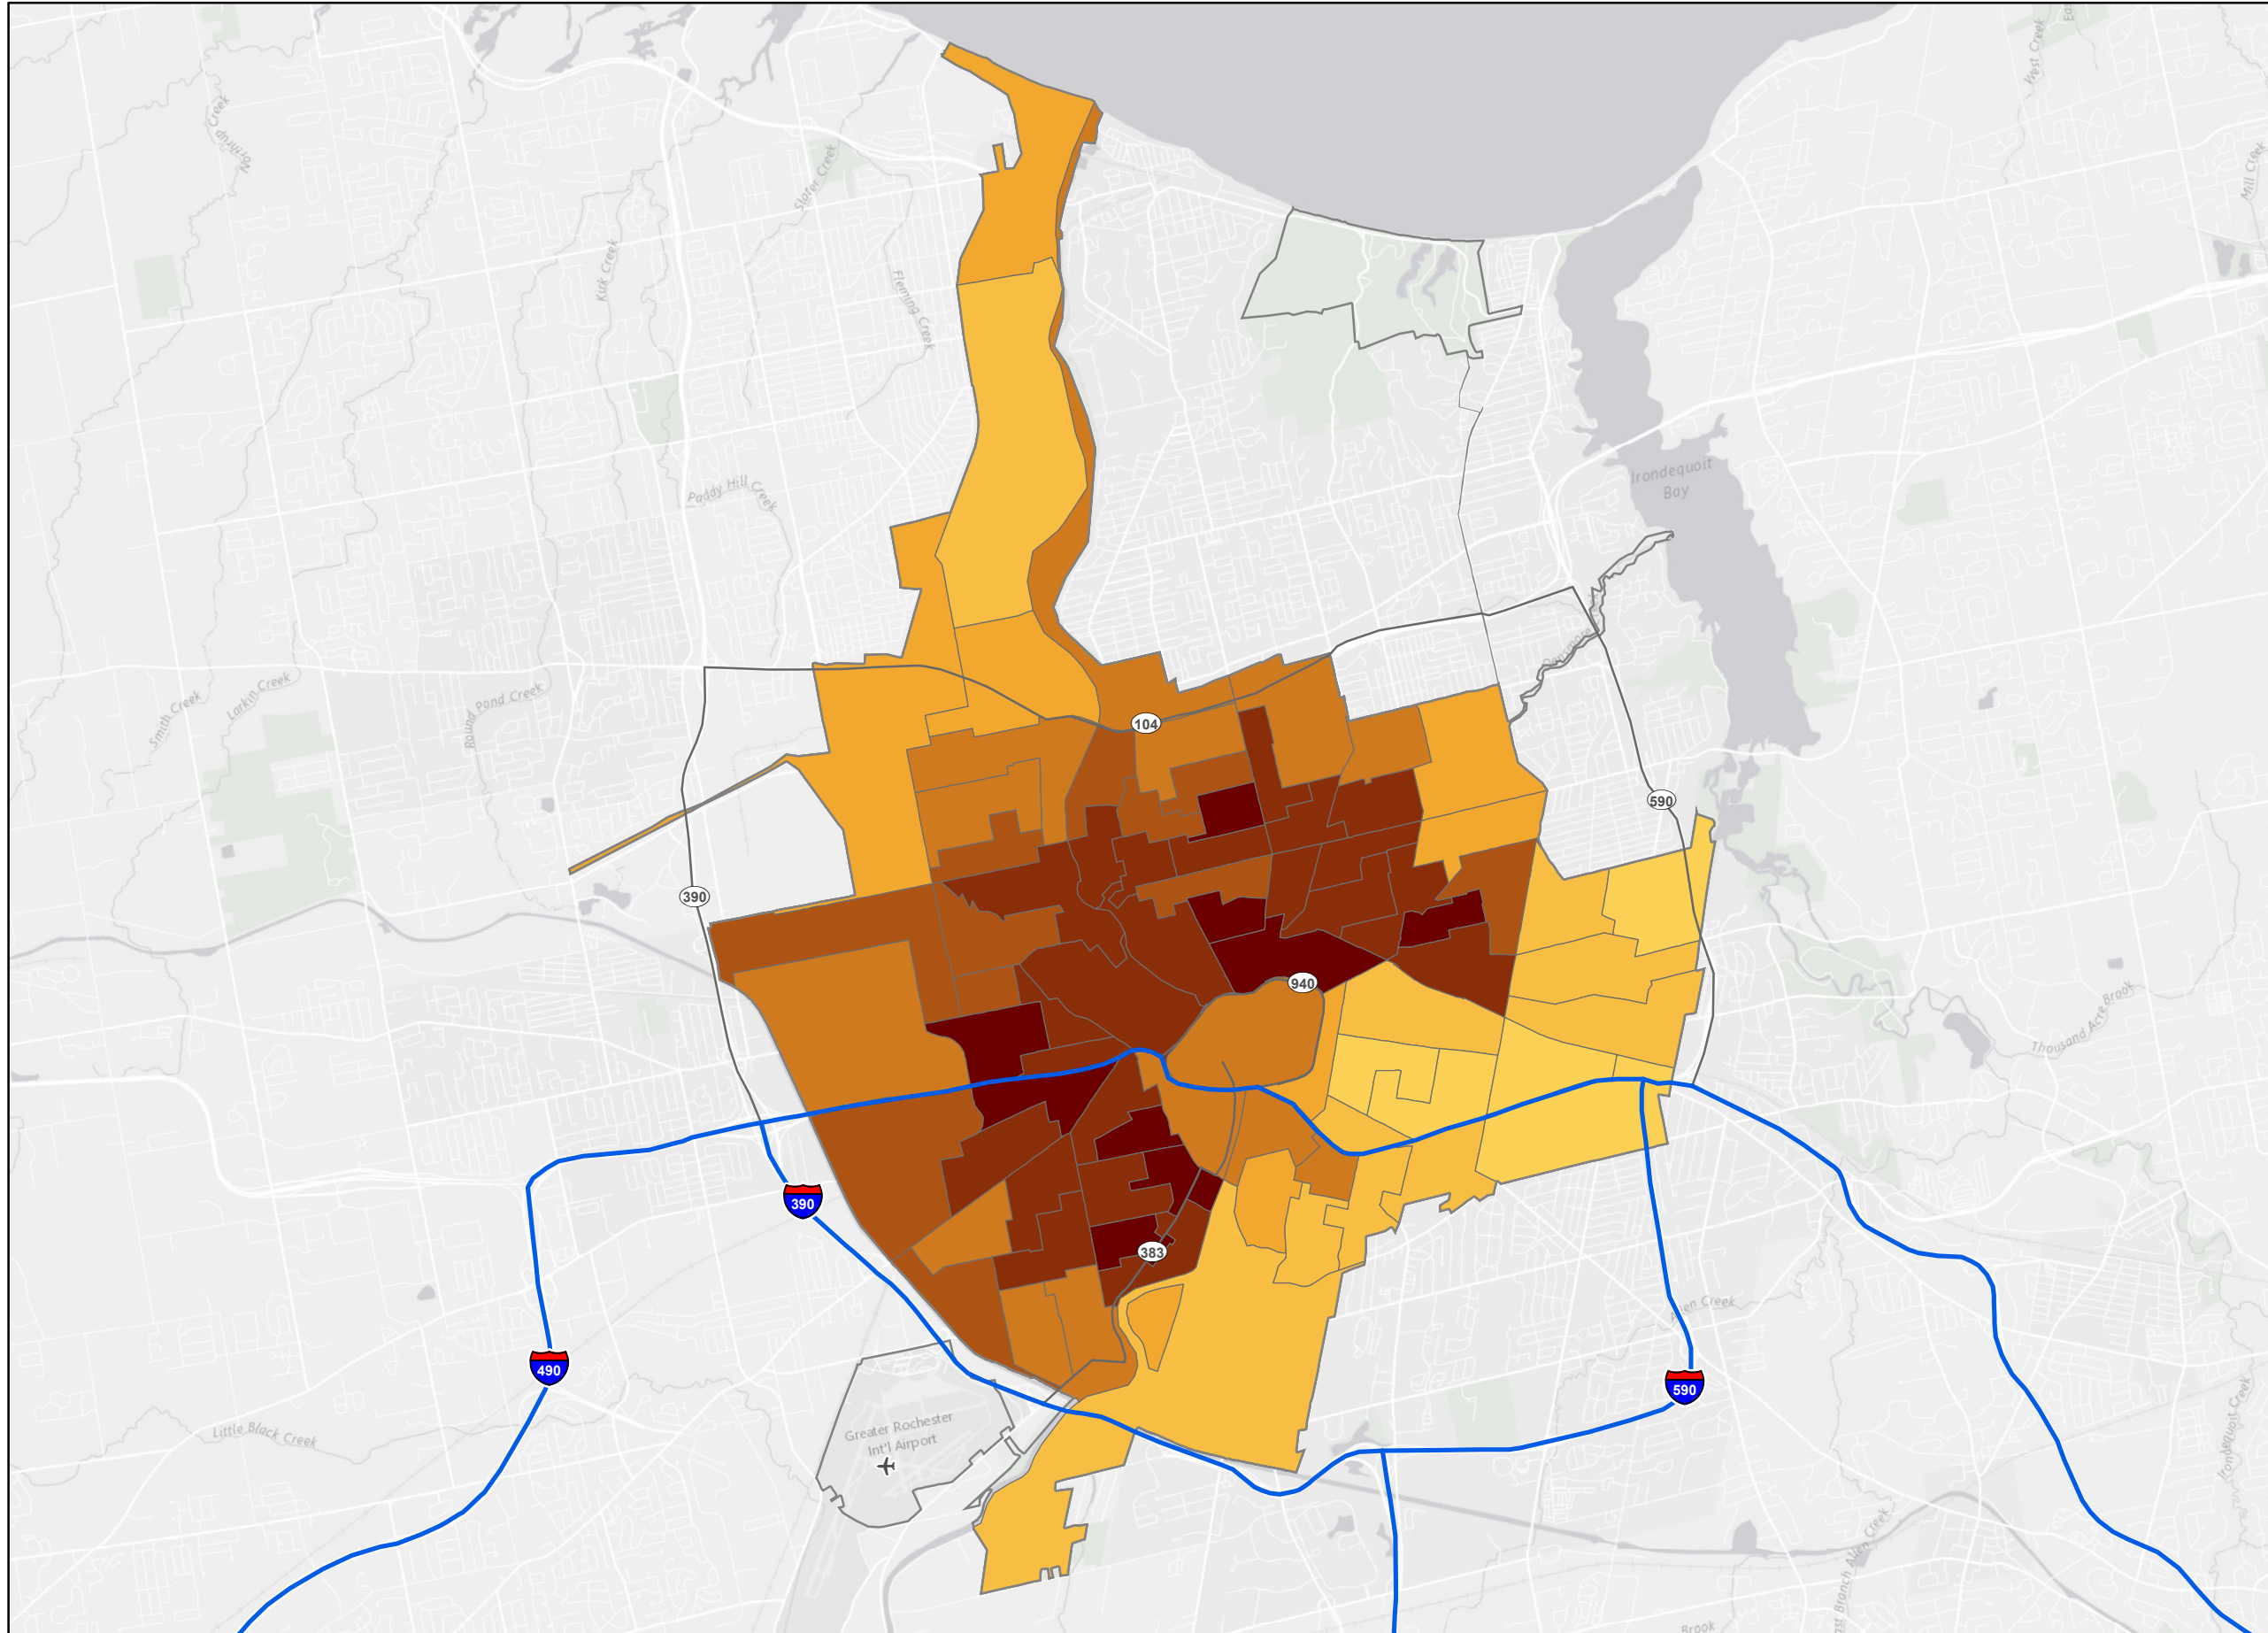 West Creek
Mill Creek
Northrup
Creek
Slater Creek
Kirk Creek
Fleming Creek
Irondequoit
Bay
Paddy Hill Creek
Smith Creek
Larkin Creek
Round Pond Creek
104
590
390
940
Thousand Acre Brook
390
383
Allen Creek
490
590
Little Black Creek
Greater Rochester
Int'l Airport
Irondequoit Creek
East Branch Allen Creek
Brook